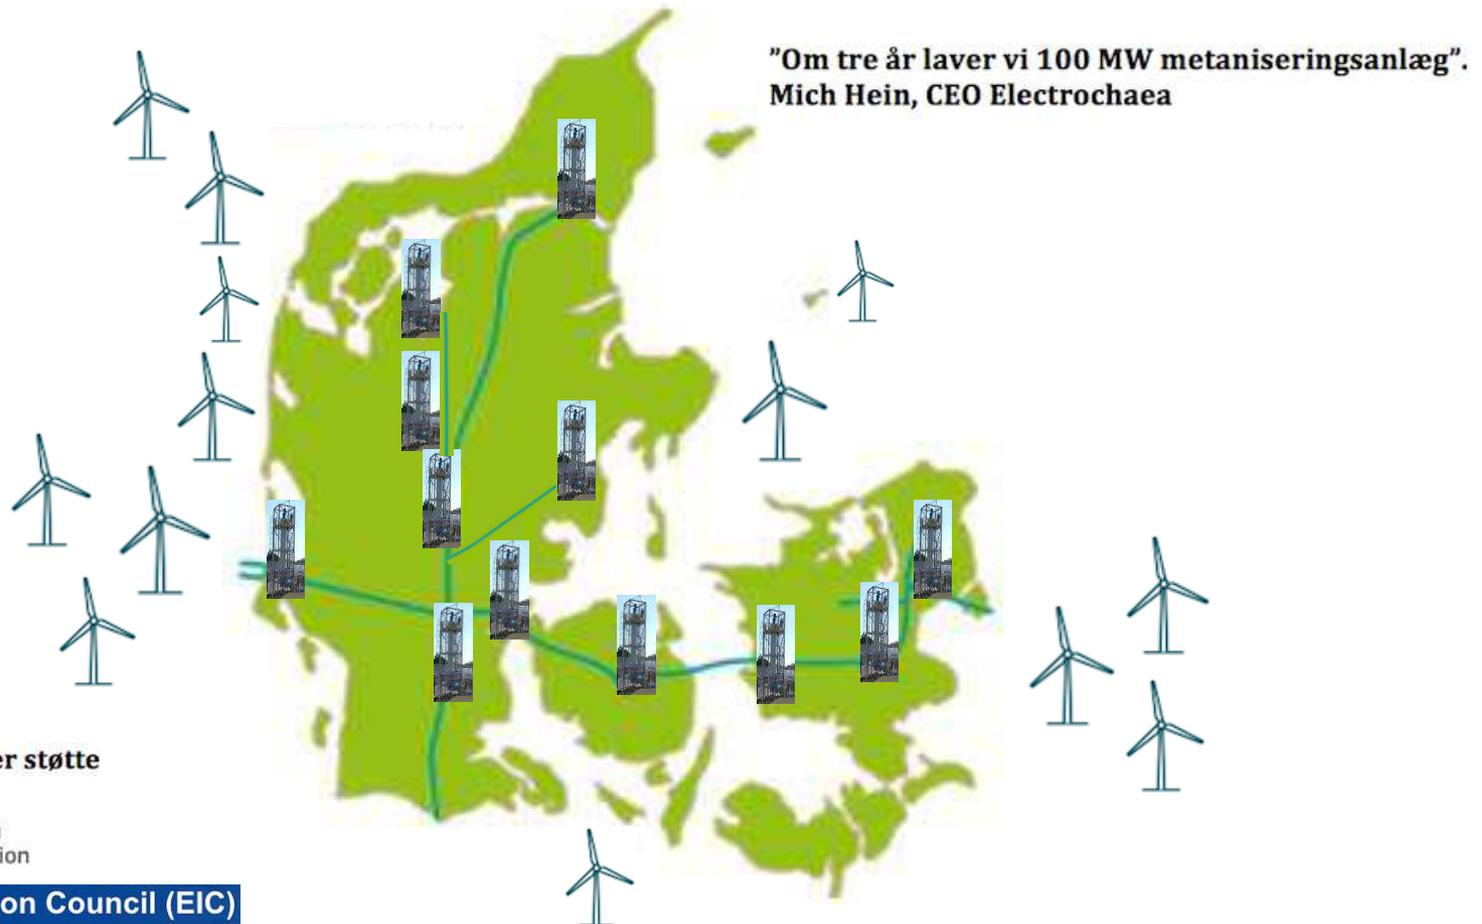 ”Om tre år laver vi 100 MW metaniseringsanlæg”.
Mich Hein, CEO Electrochaea
er støtte
ion
on Council (EIC)